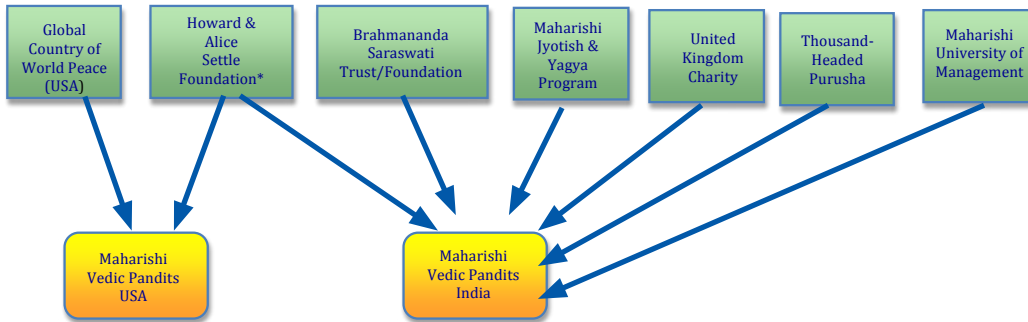 Global
Country of
World Peace
(USA)
Howard &
Alice
Settle
Foundation*
Brahmananda
Saraswati
Trust/Foundation
Maharishi
Jyotish &
Yagya
Program
United
Kingdom
Charity
Thousand-
Headed
Purusha
Maharishi
University of
Management
Maharishi
Vedic Pandits
USA
Maharishi
Vedic Pandits
India